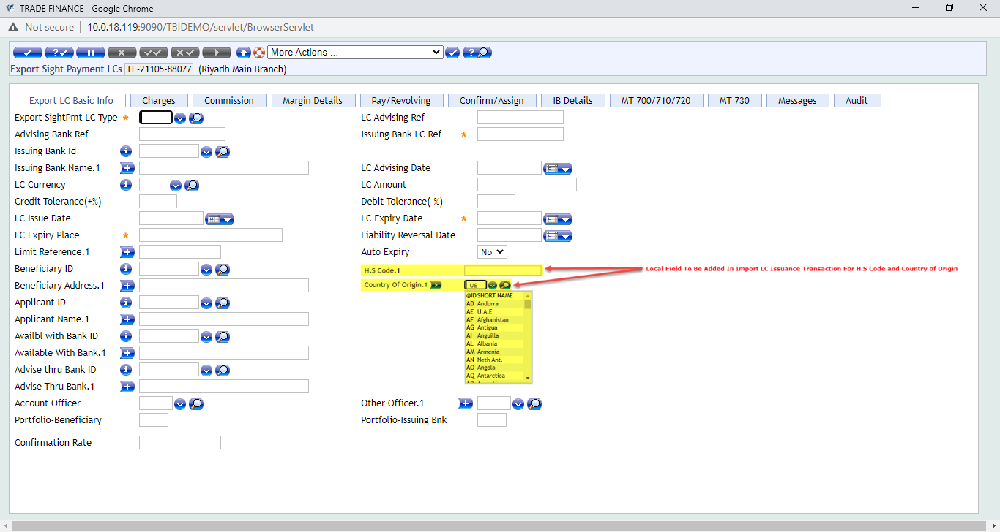 TRADE FINANCE - Google Chrome
Not secure 10.0.18.119:9090/TBIDEMO/servlet/BrowserServlet
More Actions ...
Export Sight Payment LCs TF-21105-88077 (Riyadh Main Branch)
Export LC Basic Info Charges Commission Margin Details Pay/Revolving Confirm/Assign IB Details MT 700/710/720 MT 730 Messages Audit
Export SightPmt LC Type * LC Advising Ref
Advising Bank Ref Issuing Bank LC Ref *
Issuing Bank Id
Issuing Bank Name.1 LC Advising Date
LC Currency LC Amount
Credit Tolerance(+%) Debit Tolerance(-%)
LC Issue Date LC Expiry Date *
LC Expiry Place * Liability Reversal Date
Limit Reference.1 Auto Expiry No
Beneficiary ID H.S Code.1 Local Field To Be Added In Import LC Issuance Transaction For H.S Code and Country of Origin
Beneficiary Address.1 Country Of Origin.1 US
@ID SHORT.NAME
AD Andorra
Applicant ID
AE U.A.E
Applicant Name.1 AF Afghanistan
AG Antigua
Availbl with Bank ID AI Anguilla
AL Albania
Available With Bank.1 AM Armenia
AN Neth Ant.
Advise thru Bank ID AO Angola
AQ Antarctica
Advise Thru Bank.1
Account Officer Other Officer.1
Portfolio-Beneficiary Portfolio-Issuing Bnk
Confirmation Rate